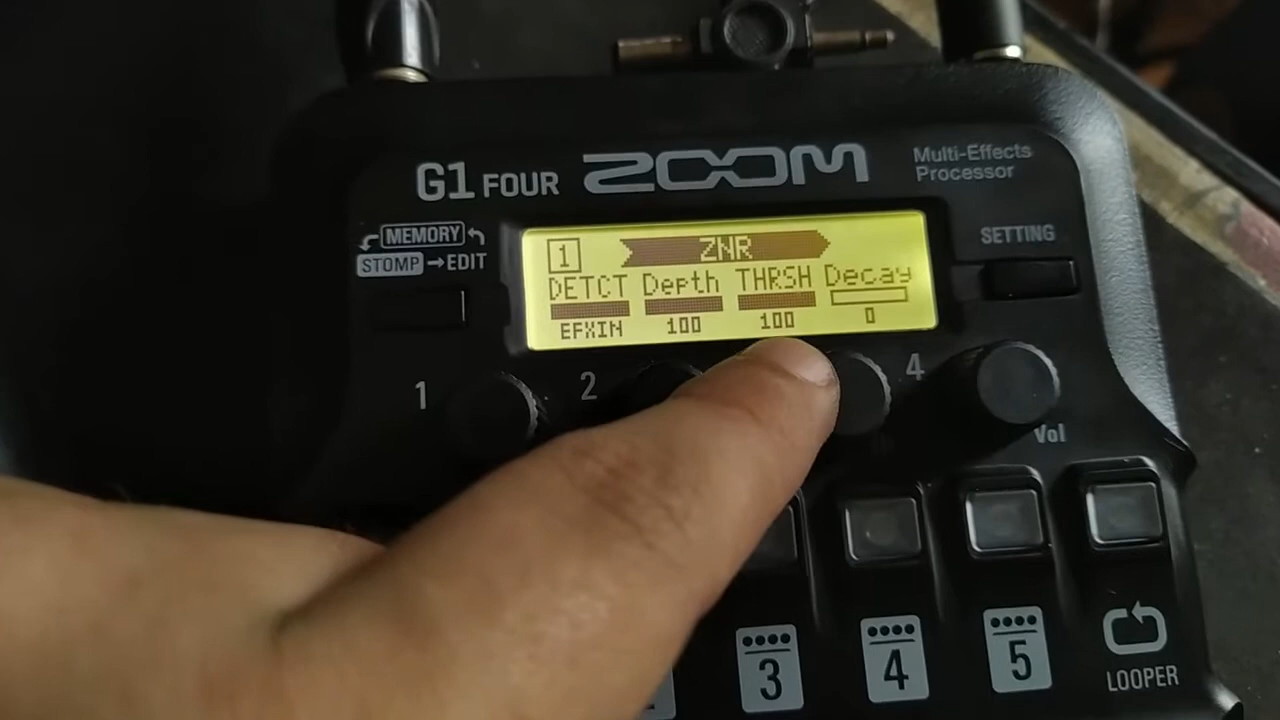 G1 FOUR ZOOM
Multi-Effects
Processor
MEMORY
STOMP → EDIT
SETTING
1 ZNR
DETCT Depth THRSH Decay
EFXIN 100 100 0
1 2 4
Vol
3 4 5
LOOPER